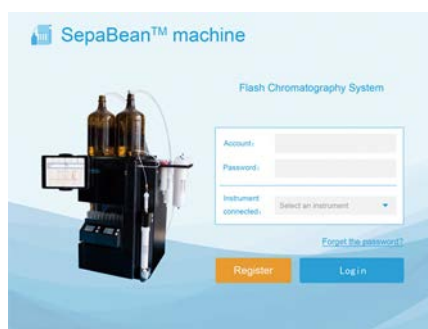 SepaBean™ machine
Flash Chromatography System
Account:
Password:
Instrument
connected:
Select an instrument
Forget the password?
Register
Login